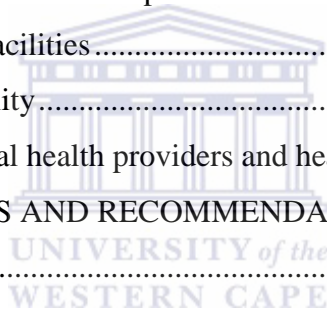 acilities...................................
ity...................................
al health providers and hea
S AND RECOMMENDA
UNIVERSITY of the
...................................
WESTERN CAPE